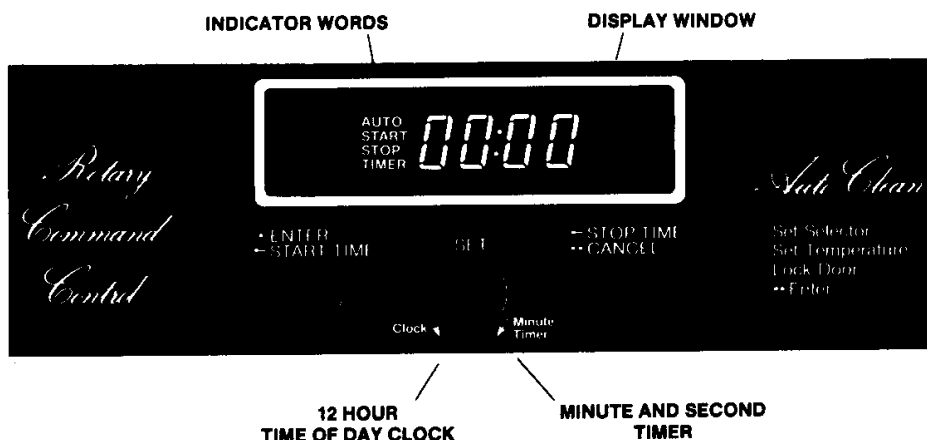 INDICATOR WORDS
DISPLAY WINDOW
AUTO
START
STOP
TIMER
00:00
Rotary
Command
Control
• ENTER
←START TIME
SET
←STOP TIME
•• CANCEL
Auto Clean
Set Selector
Set Temperature
Lock Door
•• Enter
Clock
Minute
Timer
12 HOUR
TIME OF DAY CLOCK
MINUTE AND SECOND
TIMER